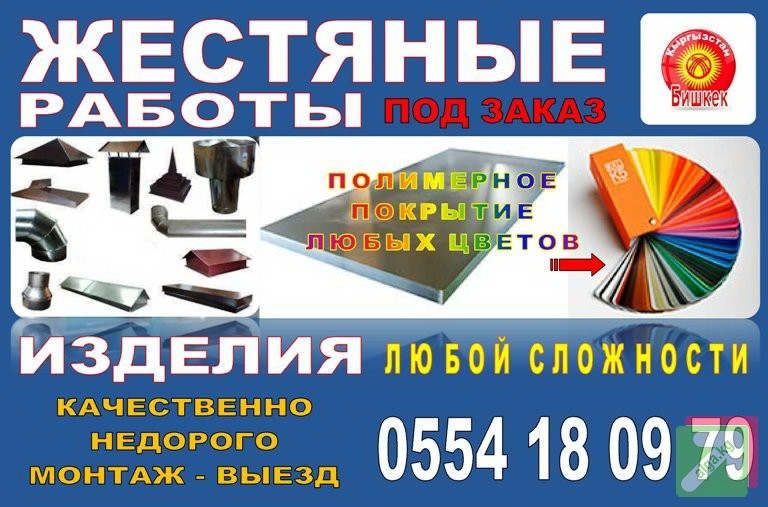 ЖЕСТЯНЫЕ
РАБОТЫ ПОД ЗАКАЗ
Кыргызстан
Бишкек
ПОЛИМЕРНОЕ
ПОКРЫТИЕ
ЛЮБЫХ ЦВЕТОВ
ИЗДЕЛИЯ ЛЮБОЙ СЛОЖНОСТИ
КАЧЕСТВЕННО
НЕДОРОГО
МОНТАЖ - ВЫЕЗД
0554 18 09 79